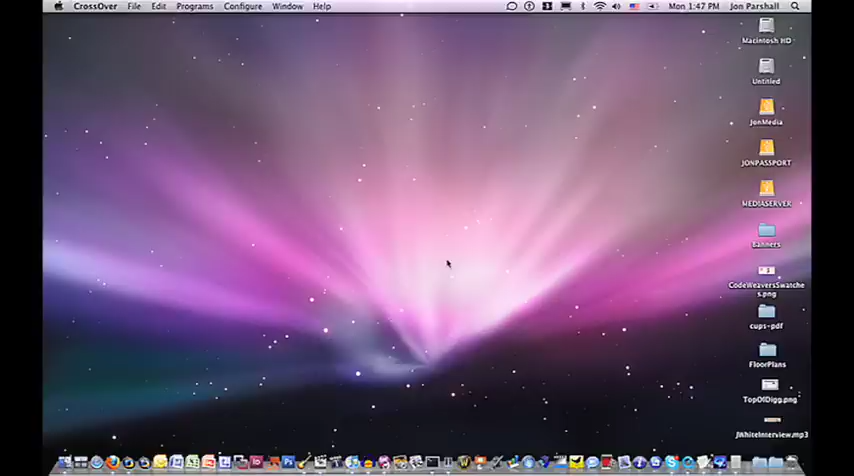 CrossOver File Edit Programs Configure Window Help Mon 1:47 PM Jon Parshall
Macintosh HD
Untitled
JonMedia
JONPASSPORT
MEDIASERVER
Banners
CodeWeaversSwatche
s.png
cups-pdf
FloorPlans
TopOfDigg.png
JWhiteInterview.mp3